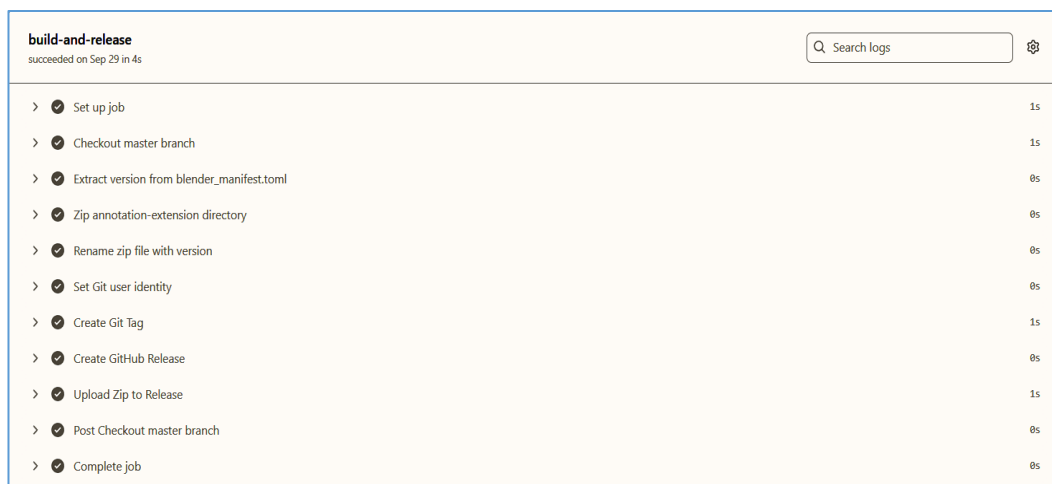 build-and-release
succeeded on Sep 29 in 4s
Search logs
Set up job 1s
Checkout master branch 1s
Extract version from blender_manifest.toml 0s
Zip annotation-extension directory 0s
Rename zip file with version 0s
Set Git user identity 0s
Create Git Tag 1s
Create GitHub Release 0s
Upload Zip to Release 1s
Post Checkout master branch 0s
Complete job 0s